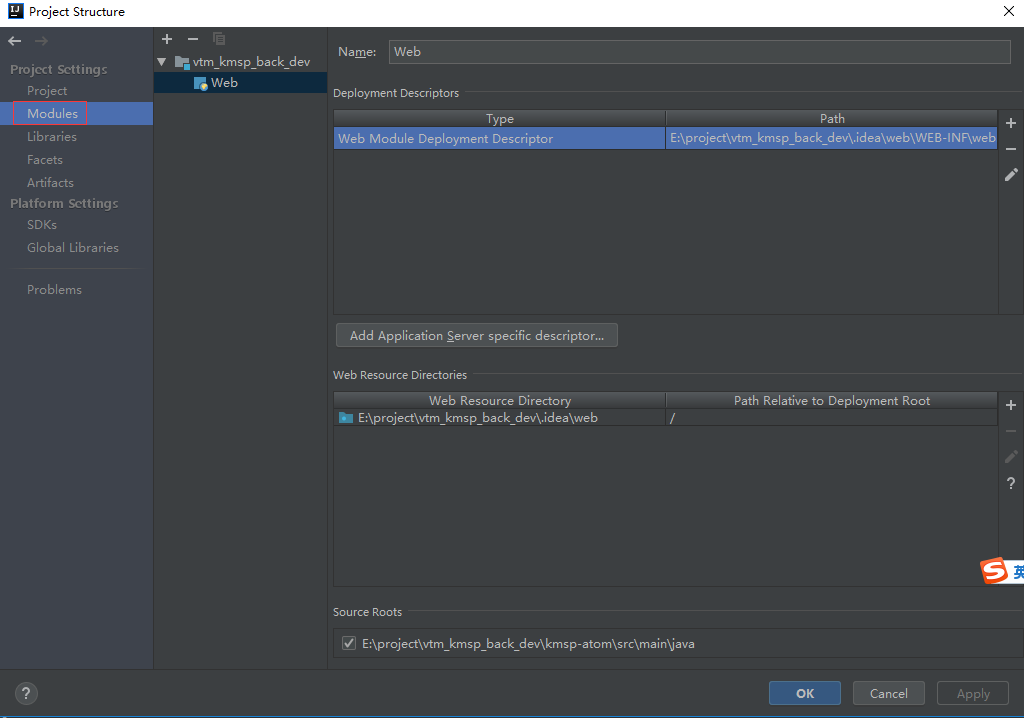 Project Structure
Project Settings
Project
Modules
Libraries
Facets
Artifacts
Platform Settings
SDKs
Global Libraries
Problems
vtm_kmsp_back_dev
Web
Name: Web
Deployment Descriptors
Type Path
Web Module Deployment Descriptor E:\project\vtm_kmsp_back_dev\.idea\web\WEB-INF\web
Add Application Server specific descriptor...
Web Resource Directories
Web Resource Directory Path Relative to Deployment Root
E:\project\vtm_kmsp_back_dev\.idea\web /
S 英
Source Roots
E:\project\vtm_kmsp_back_dev\kmsp-atom\src\main\java
? OK Cancel Apply